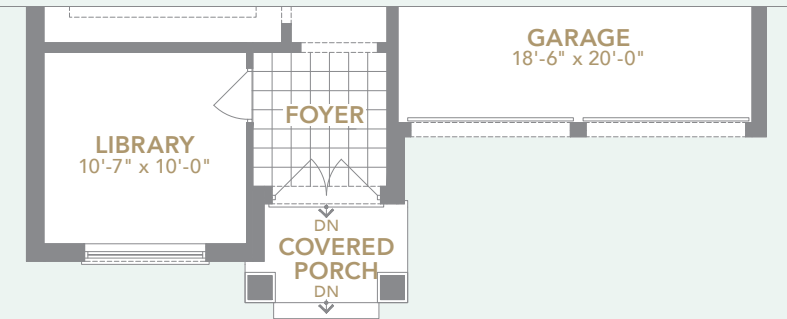 GARAGE
18'-6" x 20'-0"
FOYER
LIBRARY
10'-7" x 10'-0"
DN
COVERED
PORCH
DN